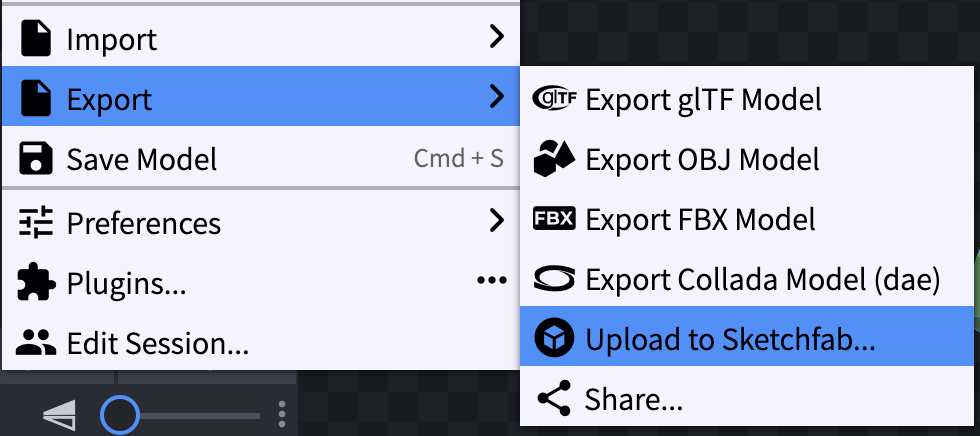 Import
Export
Save Model Cmd + S
Preferences
Plugins...
Edit Session...
glTF Export glTF Model
Export OBJ Model
FBX Export FBX Model
Export Collada Model (dae)
Upload to Sketchfab...
Share...